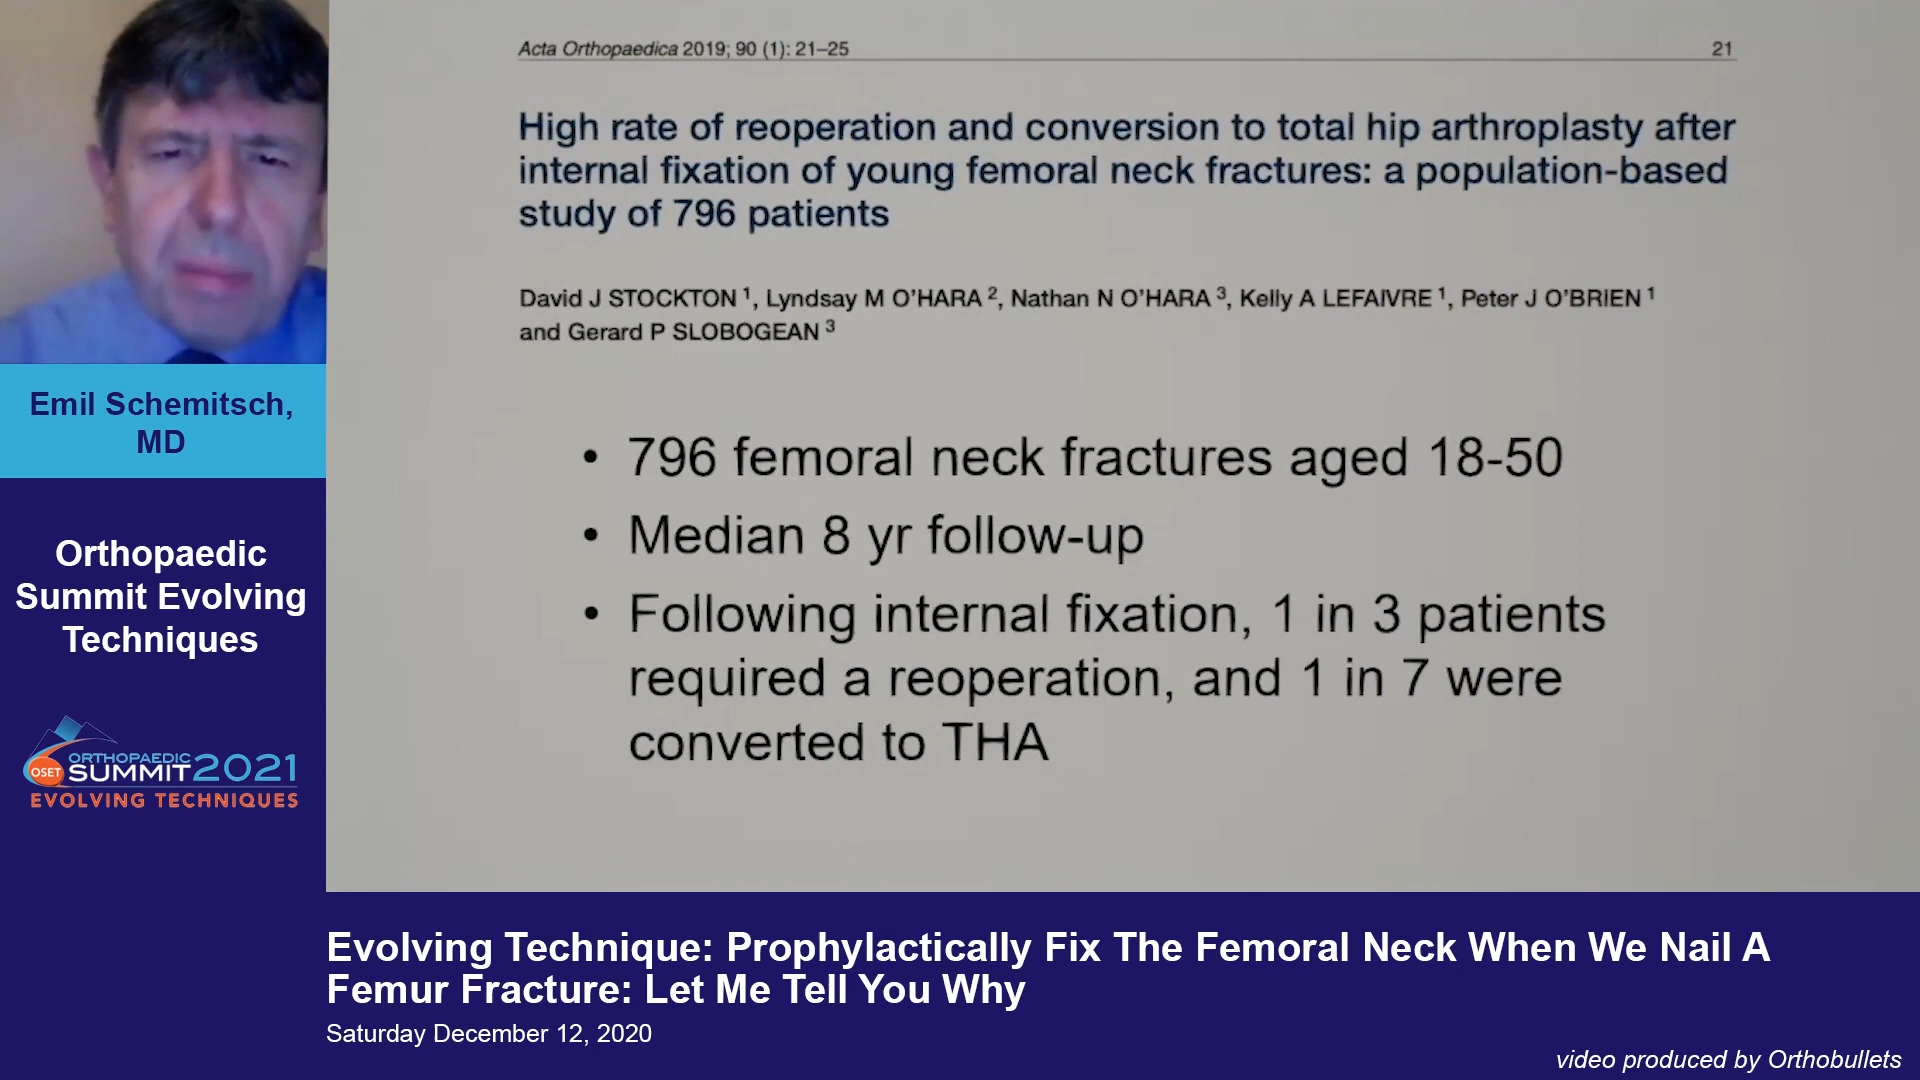 Acta Orthopaedica 2019; 90 (1): 21–25 21
High rate of reoperation and conversion to total hip arthroplasty after
internal fixation of young femoral neck fractures: a population-based
study of 796 patients
David J STOCKTON 1, Lyndsay M O'HARA 2, Nathan N O'HARA 3, Kelly A LEFAIVRE 1, Peter J O'BRIEN 1
and Gerard P SLOBOGEAN 3
• 796 femoral neck fractures aged 18-50
• Median 8 yr follow-up
• Following internal fixation, 1 in 3 patients
required a reoperation, and 1 in 7 were
converted to THA
Emil Schemitsch,
MD
Orthopaedic
Summit Evolving
Techniques
OSET
ORTHOPAEDIC
SUMMIT 2021
EVOLVING TECHNIQUES
Evolving Technique: Prophylactically Fix The Femoral Neck When We Nail A
Femur Fracture: Let Me Tell You Why
Saturday December 12, 2020
video produced by Orthobullets